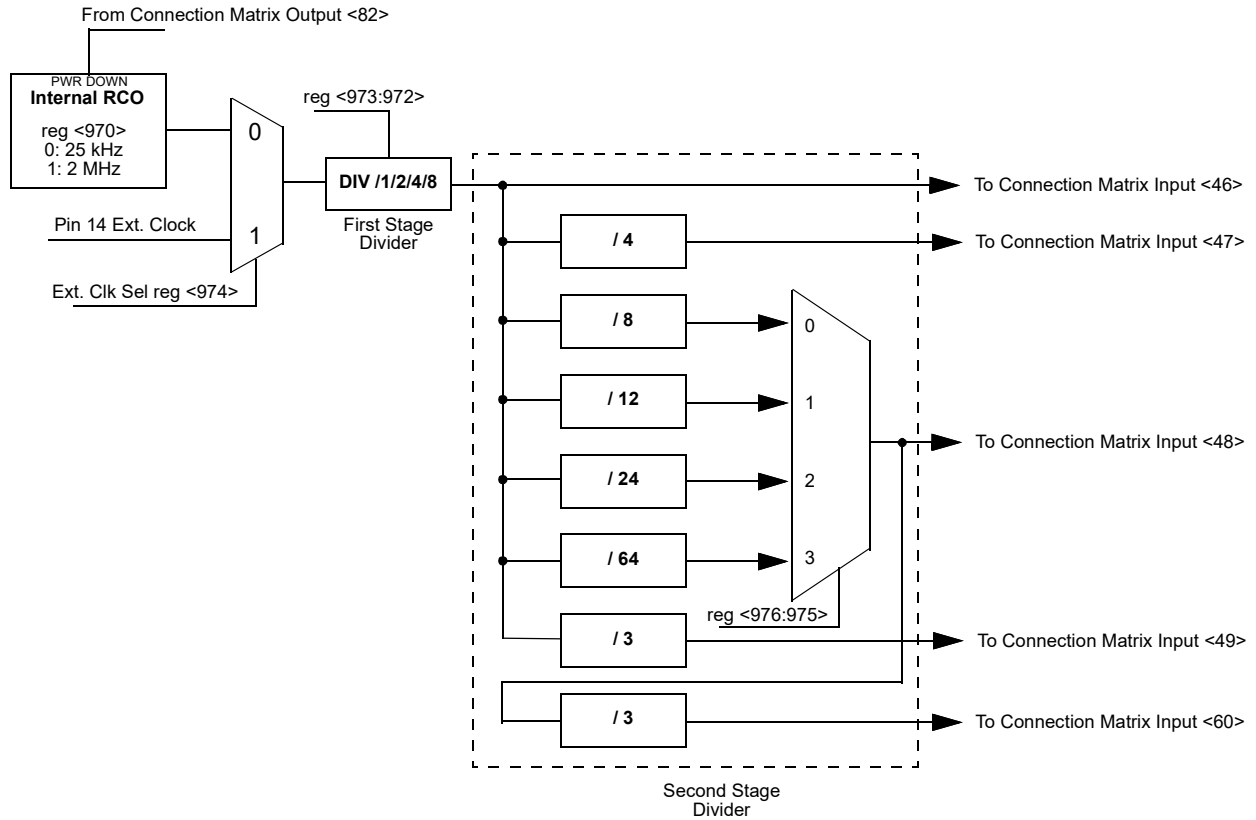 From Connection Matrix Output <82>
PWR DOWN
Internal RCO
reg <970>
0: 25 kHz
1: 2 MHz
0
1
Pin 14 Ext. Clock
Ext. Clk Sel reg <974>
reg <973:972>
DIV /1/2/4/8
First Stage
Divider
To Connection Matrix Input <46>
/ 4
To Connection Matrix Input <47>
/ 8
0
/ 12
1
To Connection Matrix Input <48>
/ 24
2
/ 64
3
reg <976:975>
/ 3
To Connection Matrix Input <49>
/ 3
To Connection Matrix Input <60>
Second Stage
Divider